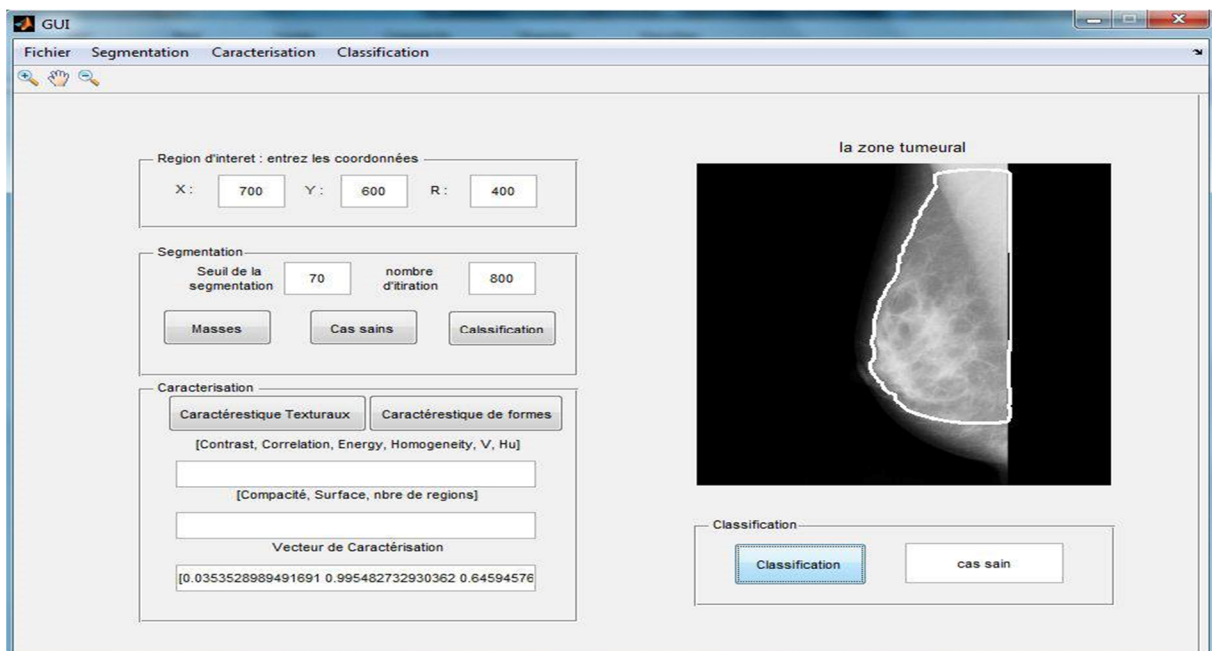 GUI
Fichier Segmentation Caracterisation Classification
Region d'interet : entrez les coordonnées
X : 700 Y : 600 R : 400
Segmentation
Seuil de la segmentation 70 nombre d'itiration 800
Masses Cas sains Calssification
Caracterisation
Caractérestique Texturaux Caractérestique de formes
[Contrast, Correlation, Energy, Homogeneity, V, Hu]
[Compacité, Surface, nbre de regions]
Vecteur de Caractérisation
[0.0353528989491691 0.995482732930362 0.64594576
la zone tumeural
Classification
Classification cas sain